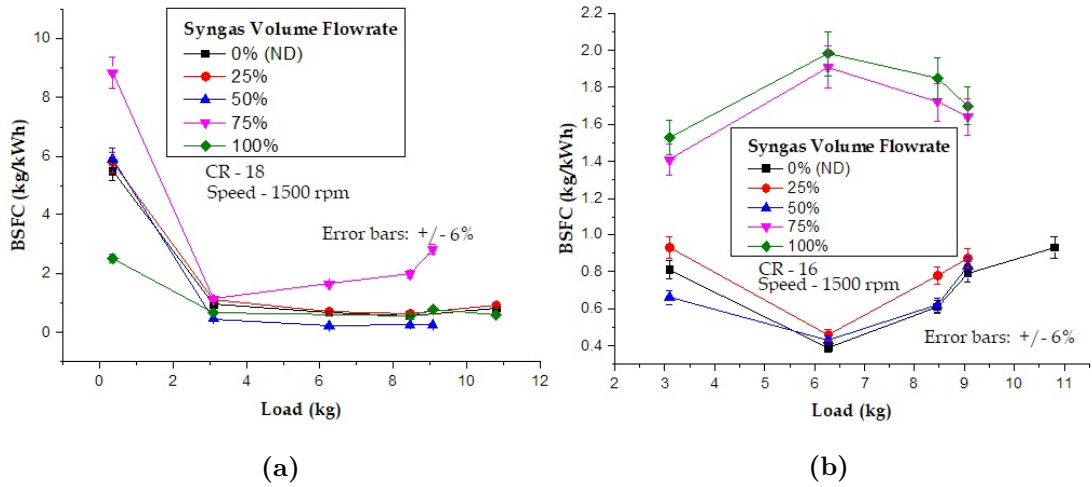 10
8
6
4
2
0
BSFC (kg/kWh)
Syngas Volume Flowrate
0% (ND)
25%
50%
75%
100%
CR - 18
Speed - 1500 rpm
Error bars: +/- 6%
0 2 4 6 8 10 12
Load (kg)
(a)
2.2
2.0
1.8
1.6
1.4
1.2
1.0
0.8
0.6
0.4
BSFC (kg/kWh)
Syngas Volume Flowrate
0% (ND)
25%
50%
75%
100%
CR - 16
Speed - 1500 rpm
Error bars: +/- 6%
2 3 4 5 6 7 8 9 10 11
Load (kg)
(b)